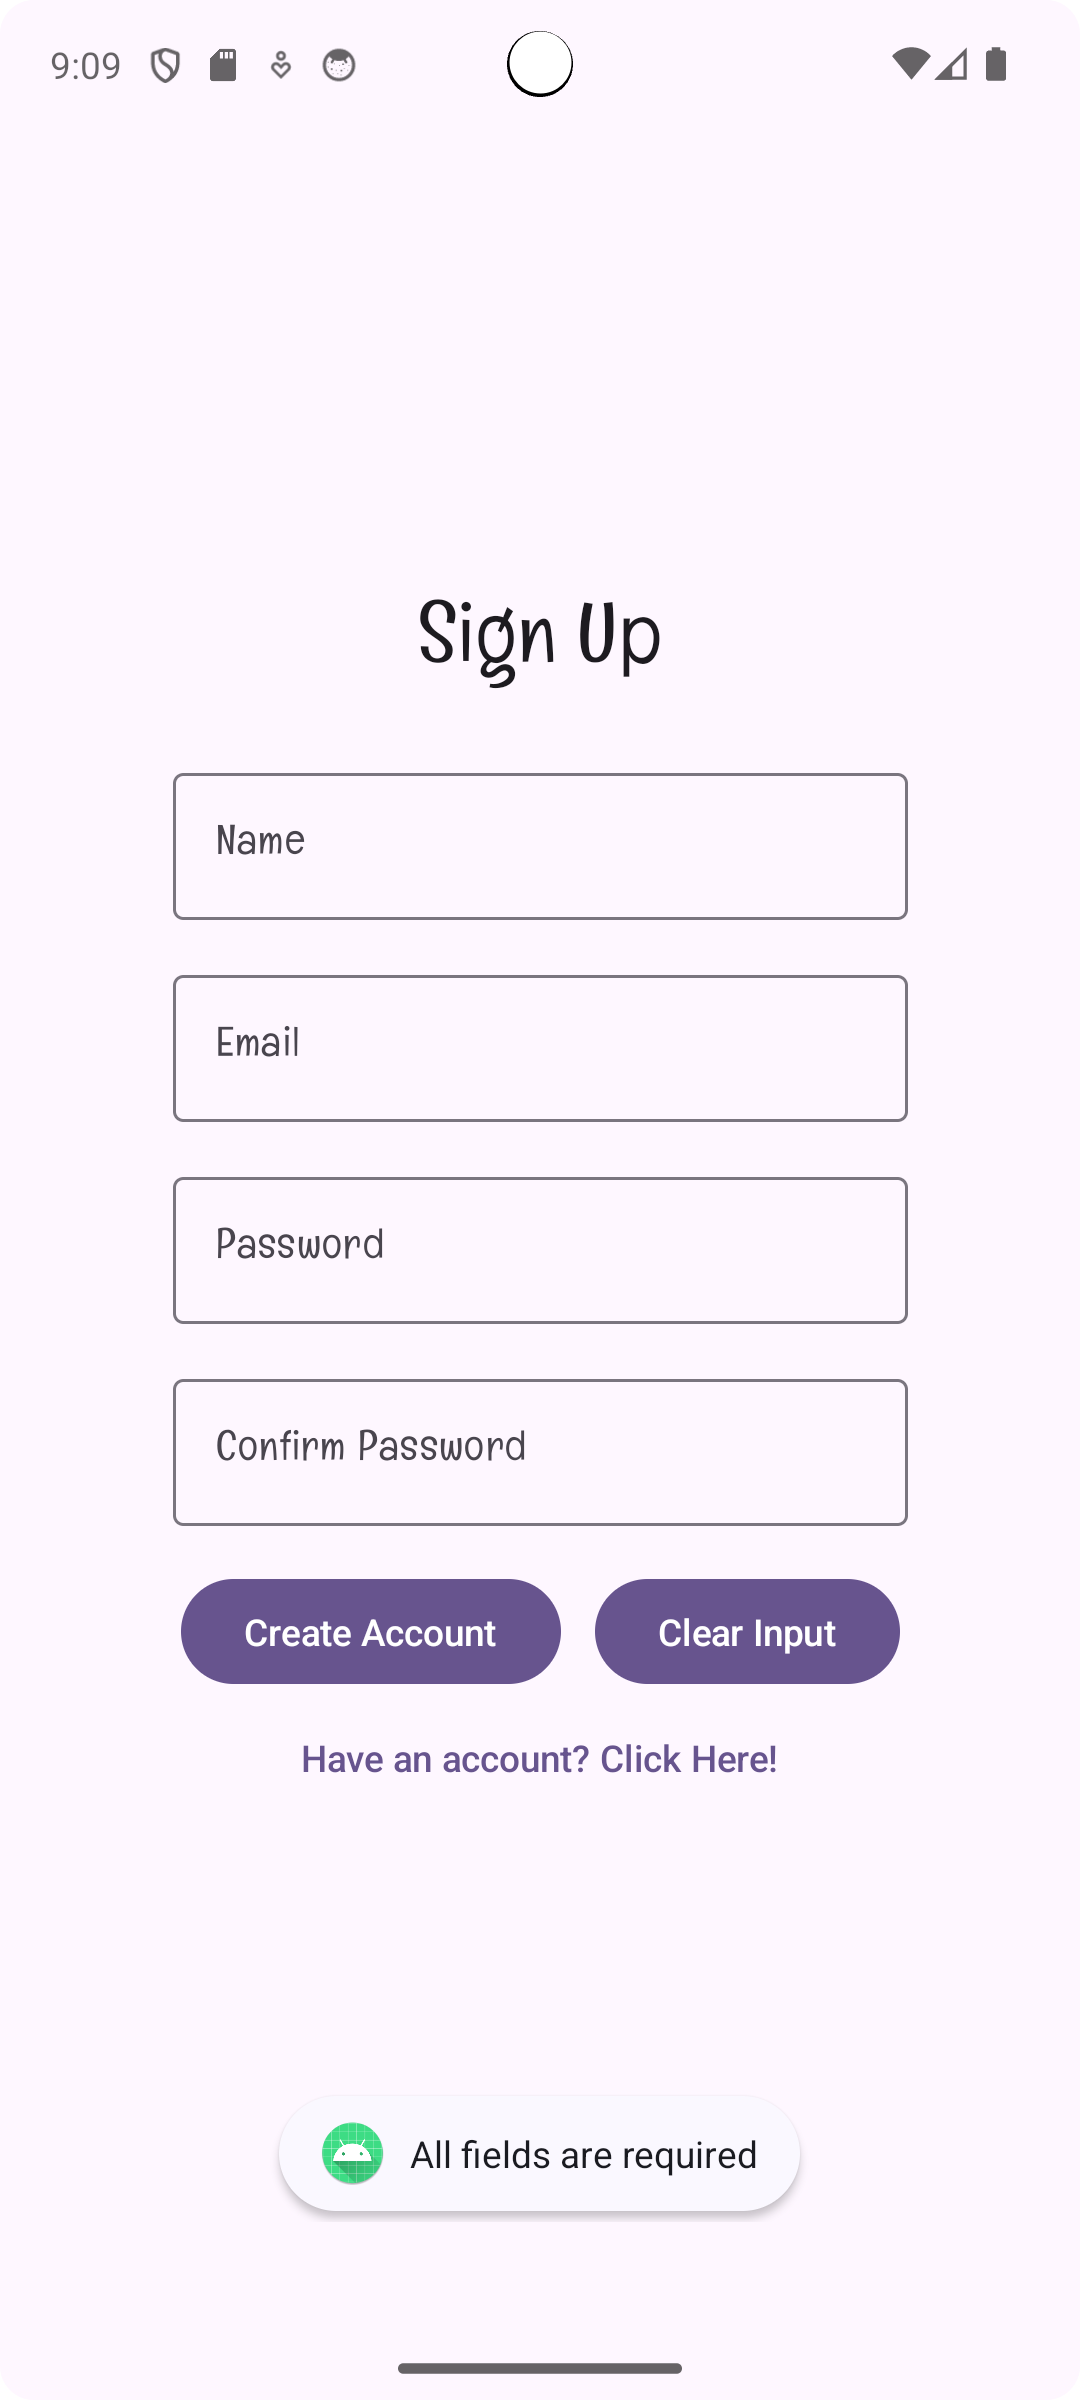 9:09
Sign Up
Name
Email
Password
Confirm Password
Create Account
Clear Input
Have an account? Click Here!
All fields are required